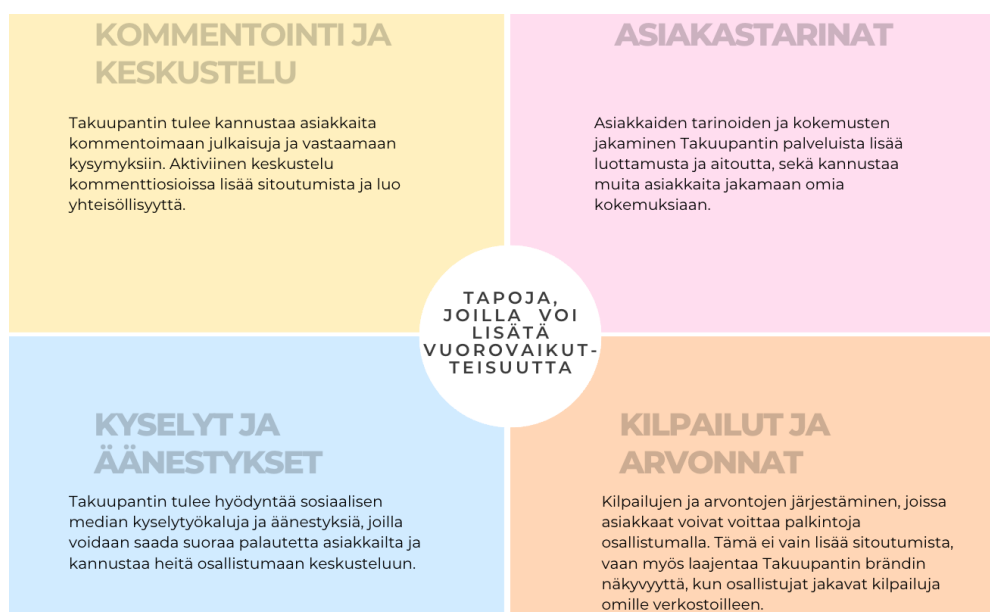 KOMMENTOINTI JA
KESKUSTELU
Takuupantin tulee kannustaa asiakkaita
kommentoimaan julkaisuja ja vastaamaan
kysymyksiin. Aktiviinen keskustelu
kommenttiosioissa lisää sitoutumista ja luo
yhteisöllisyyttä.
ASIAKASTARINAT
Asiakkaiden tarinoiden ja kokemusten
jakaminen Takuupantin palveluista lisää
luottamusta ja aitoutta, sekä kannustaa
muita asiakkaita jakamaan omia
kokemuksiaan.
TAPOJA,
JOILLA VOI
LISÄTÄ
VUOROVAIKUT-
TEISUUTTA
KYSELYT JA
ÄÄNESTYKSET
Takuupantin tulee hyödyntää sosiaalisen
median kyselytyökaluja ja äänestyksiä, joilla
voidaan saada suoraa palautetta asiakkailta ja
kannustaa heitä osallistumaan keskusteluun.
KILPAILUT JA
ARVONNAT
Kilpailujen ja arvontojen järjestäminen, joissa
asiakkaat voivat voittaa palkintoja
osallistumalla. Tämä ei vain lisää sitoutumista,
vaan myös laajentaa Takuupantin brändin
näkyvyyttä, kun osallistujat jakavat kilpailuja
omille verkostoilleen.